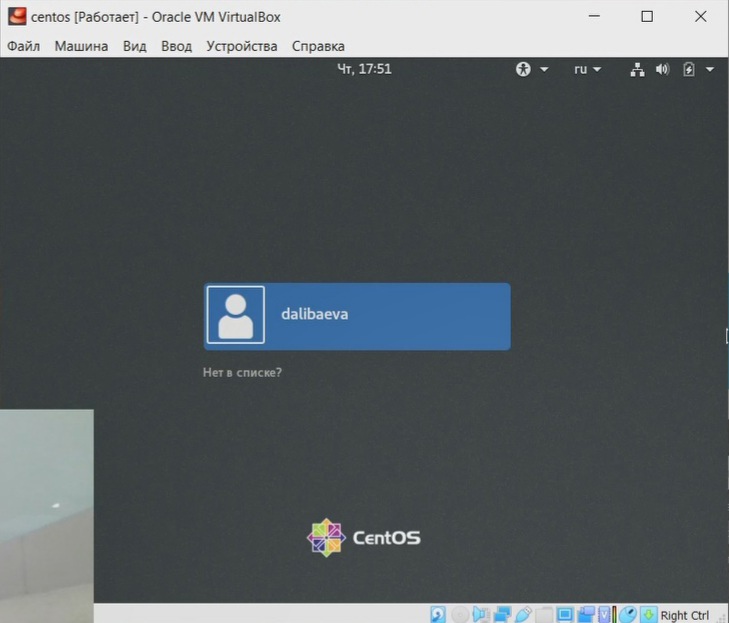 centos [Работает] - Oracle VM VirtualBox
Файл Машина Вид Ввод Устройства Справка
Чт, 17:51 ru
dalibaeva
Нет в списке?
CentOS
Right Ctrl